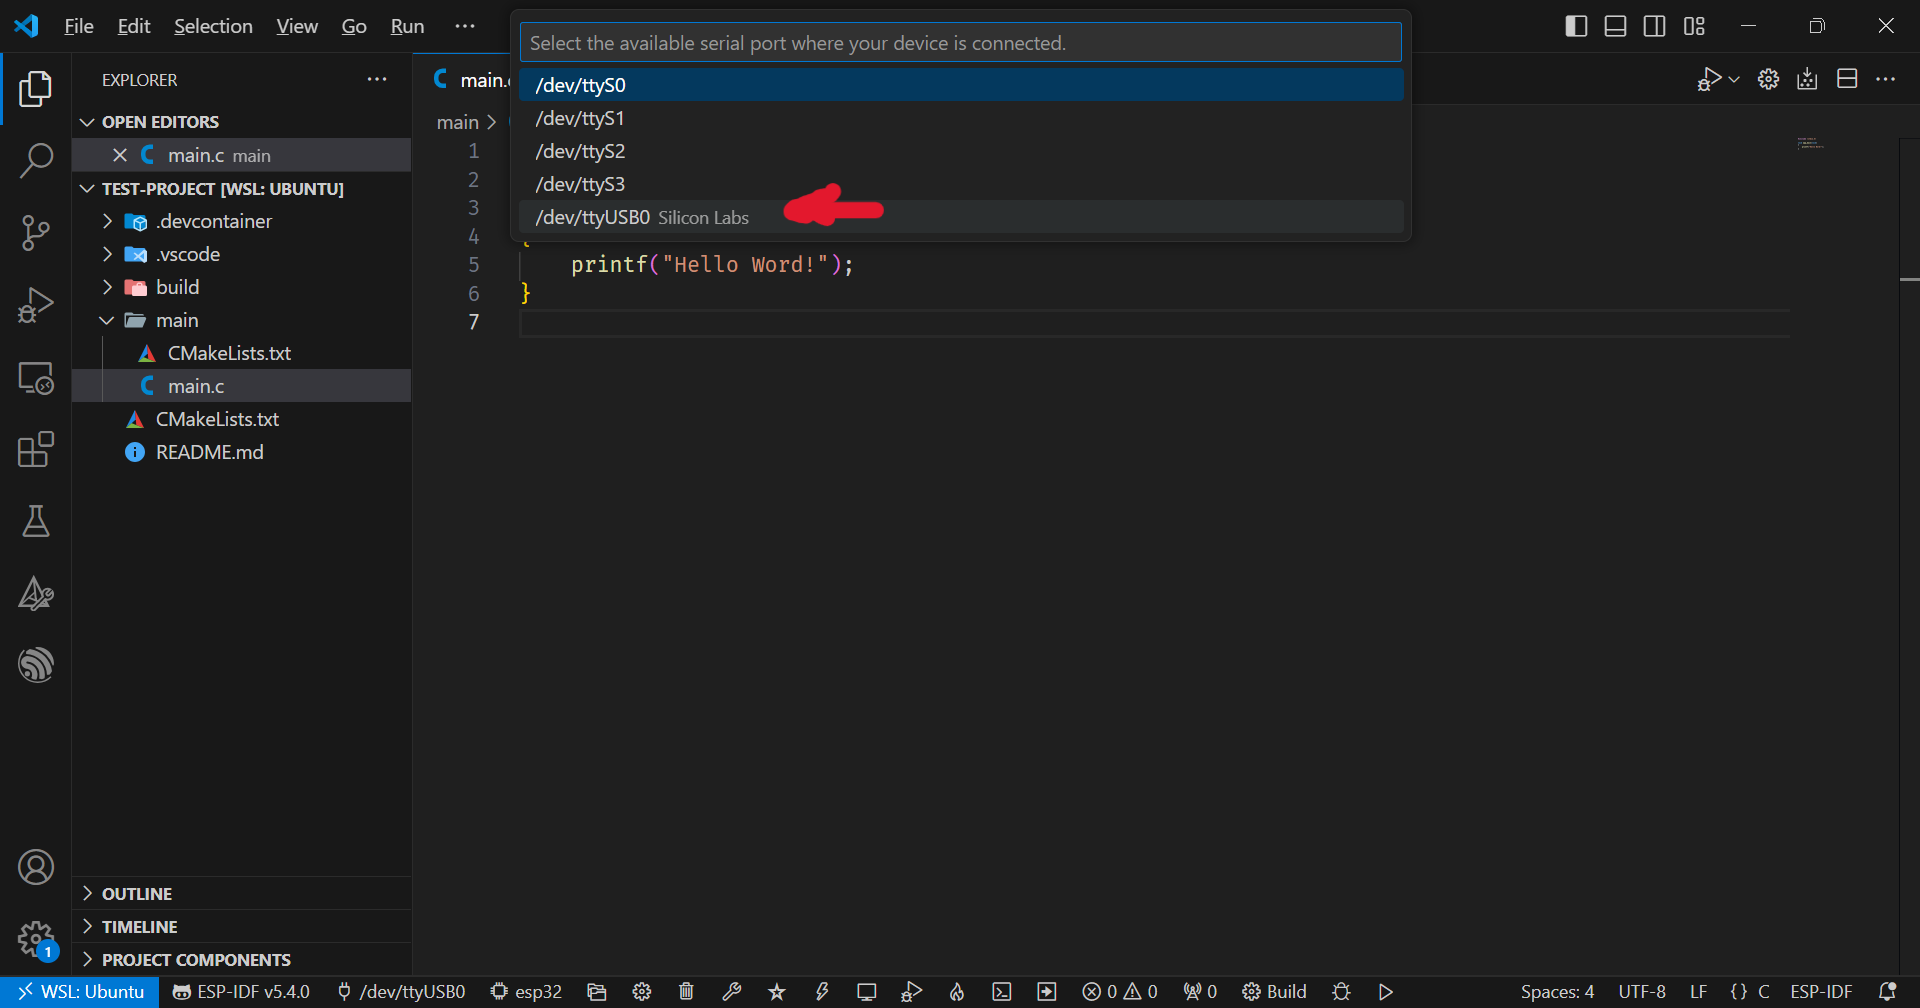 File Edit Selection View Go Run ···
Select the available serial port where your device is connected.
/dev/ttyS0
/dev/ttyS1
/dev/ttyS2
/dev/ttyS3
/dev/ttyUSB0 Silicon Labs
EXPLORER
OPEN EDITORS
main.c main
TEST-PROJECT [WSL: UBUNTU]
.devcontainer
.vscode
build
main
CMakeLists.txt
main.c
CMakeLists.txt
README.md
OUTLINE
TIMELINE
PROJECT COMPONENTS
main.c
main >
1
2
3
4 {
5 printf("Hello Word!");
6 }
7
1
WSL: Ubuntu ESP-IDF v5.4.0 /dev/ttyUSB0 esp32 0 0 0 Build Spaces: 4 UTF-8 LF {} C ESP-IDF